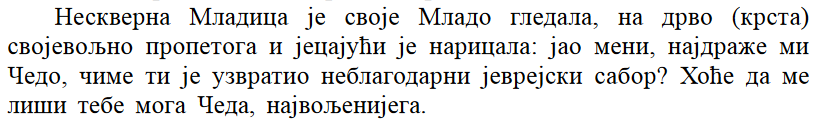 Нескверна Младица је своје Младо гледала, на дрво (крста)
својевољно пропетога и јецајући је нарицала: јао мени, најдраже ми
Чедо, чиме ти је узвратио неблагодарни јеврејски сабор? Хоће да ме
лиши тебе мога Чеда, највољенијега.